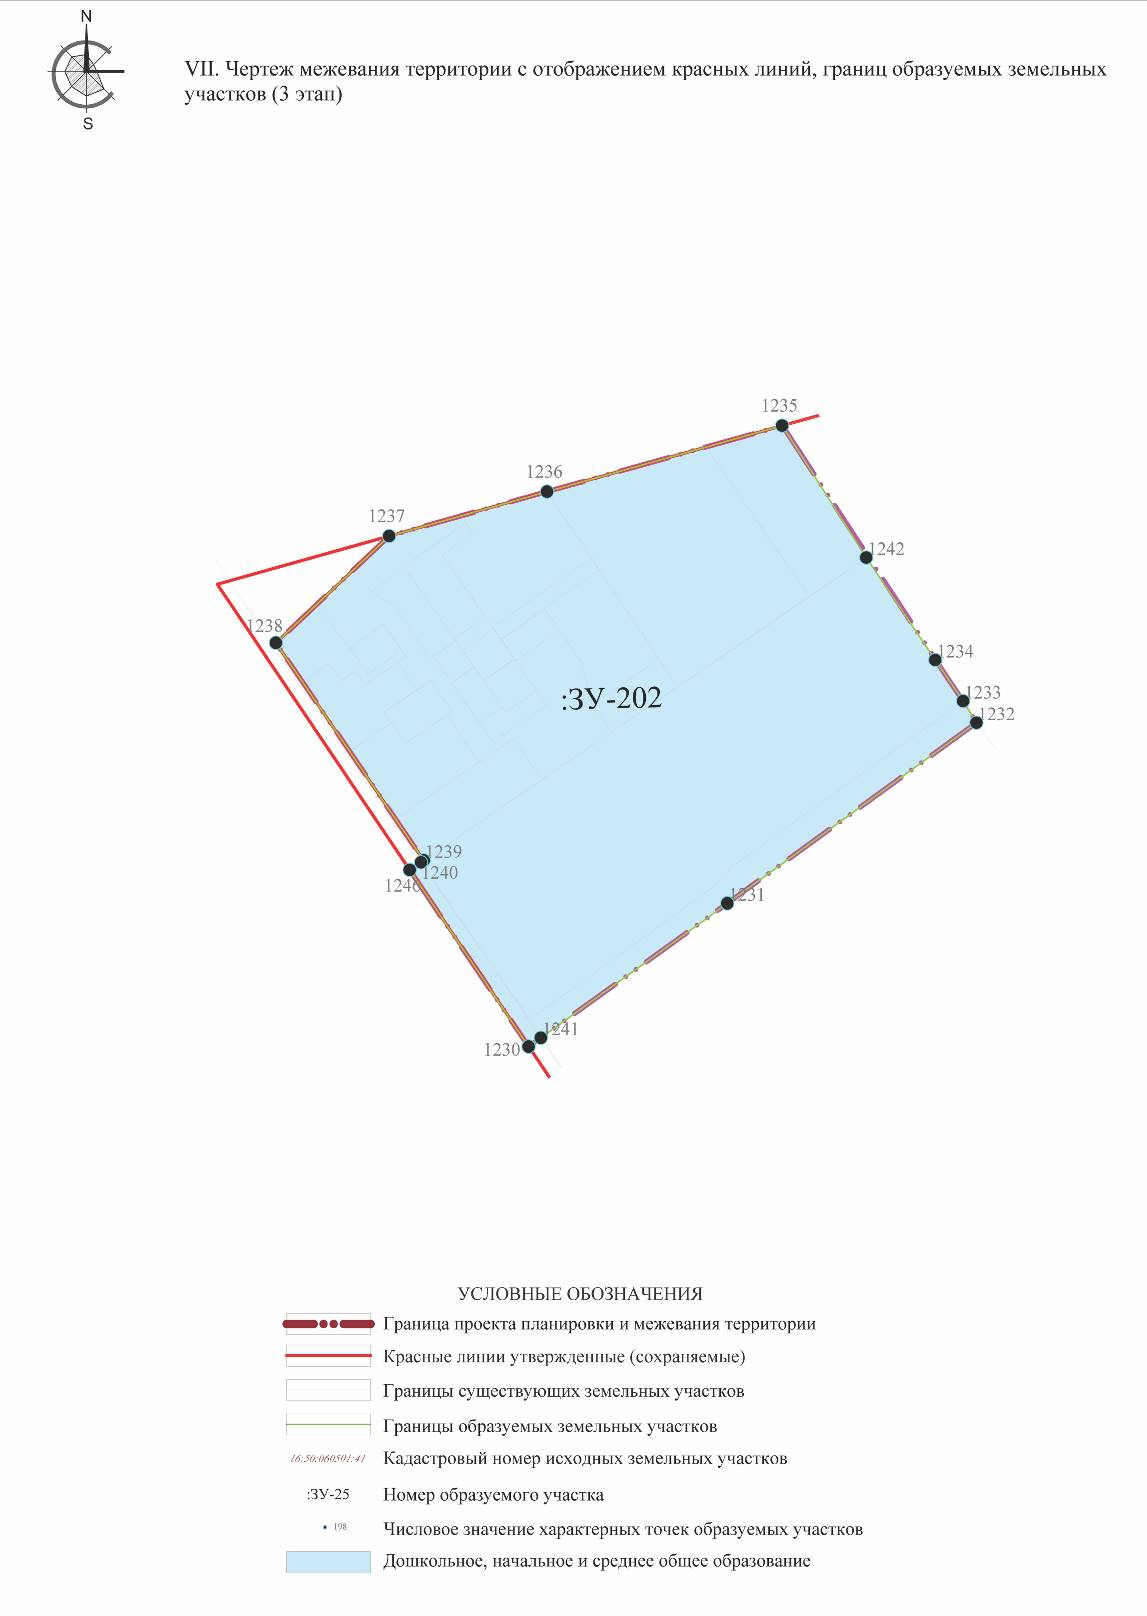 N
S
VII. Чертеж межевания территории с отображением красных линий, границ образуемых земельных
участков (3 этап)
1235
1236
1237
1242
1238
1234
1233
1232
:ЗУ-202
1239
1240
1246
1231
1241
1230
УСЛОВНЫЕ ОБОЗНАЧЕНИЯ
Граница проекта планировки и межевания территории
Красные линии утвержденные (сохраняемые)
Границы существующих земельных участков
Границы образуемых земельных участков
16:50:060501:41 Кадастровый номер исходных земельных участков
:ЗУ-25 Номер образуемого участка
198 Числовое значение характерных точек образуемых участков
Дошкольное, начальное и среднее общее образование